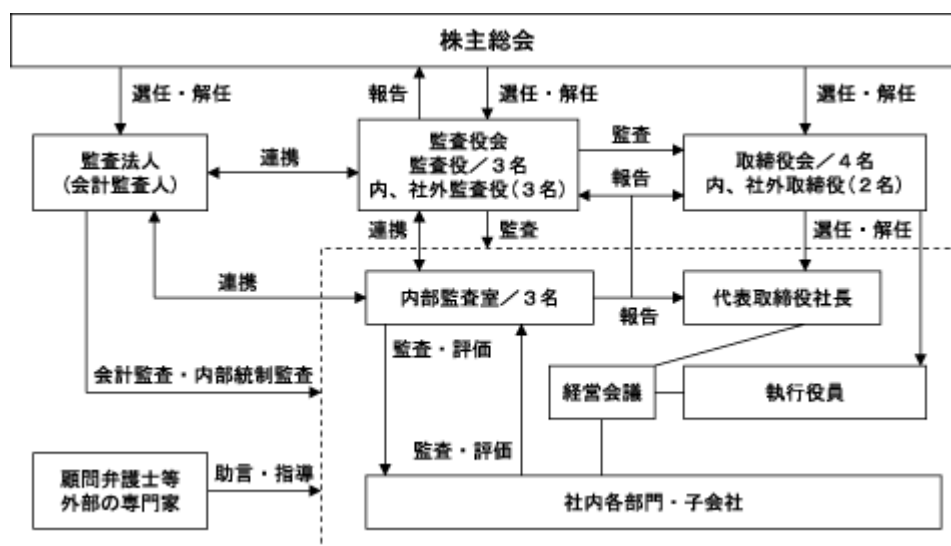 株主総会
選任・解任
報告
選任・解任
選任・解任
監査法人
(会計監査人)
連携
監査役会
監査役/3名
内、社外監査役(3名)
監査
報告
取締役会/4名
内、社外取締役(2名)
連携
監査
選任・解任
連携
内部監査室/3名
報告
代表取締役社長
監査・評価
会計監査・内部統制監査
経営会議
執行役員
監査・評価
顧問弁護士等
外部の専門家
助言・指導
社内各部門・子会社